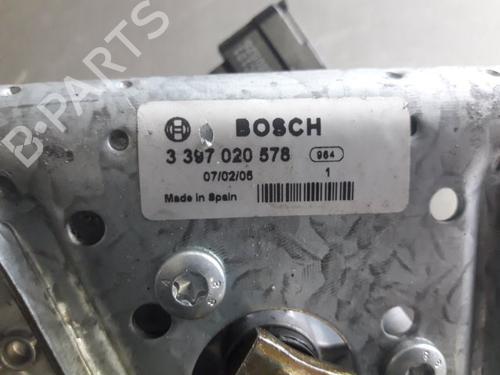 BOSCH
3 397 020 578 964
07/02/05 1
Made in Spain
B-PARTS